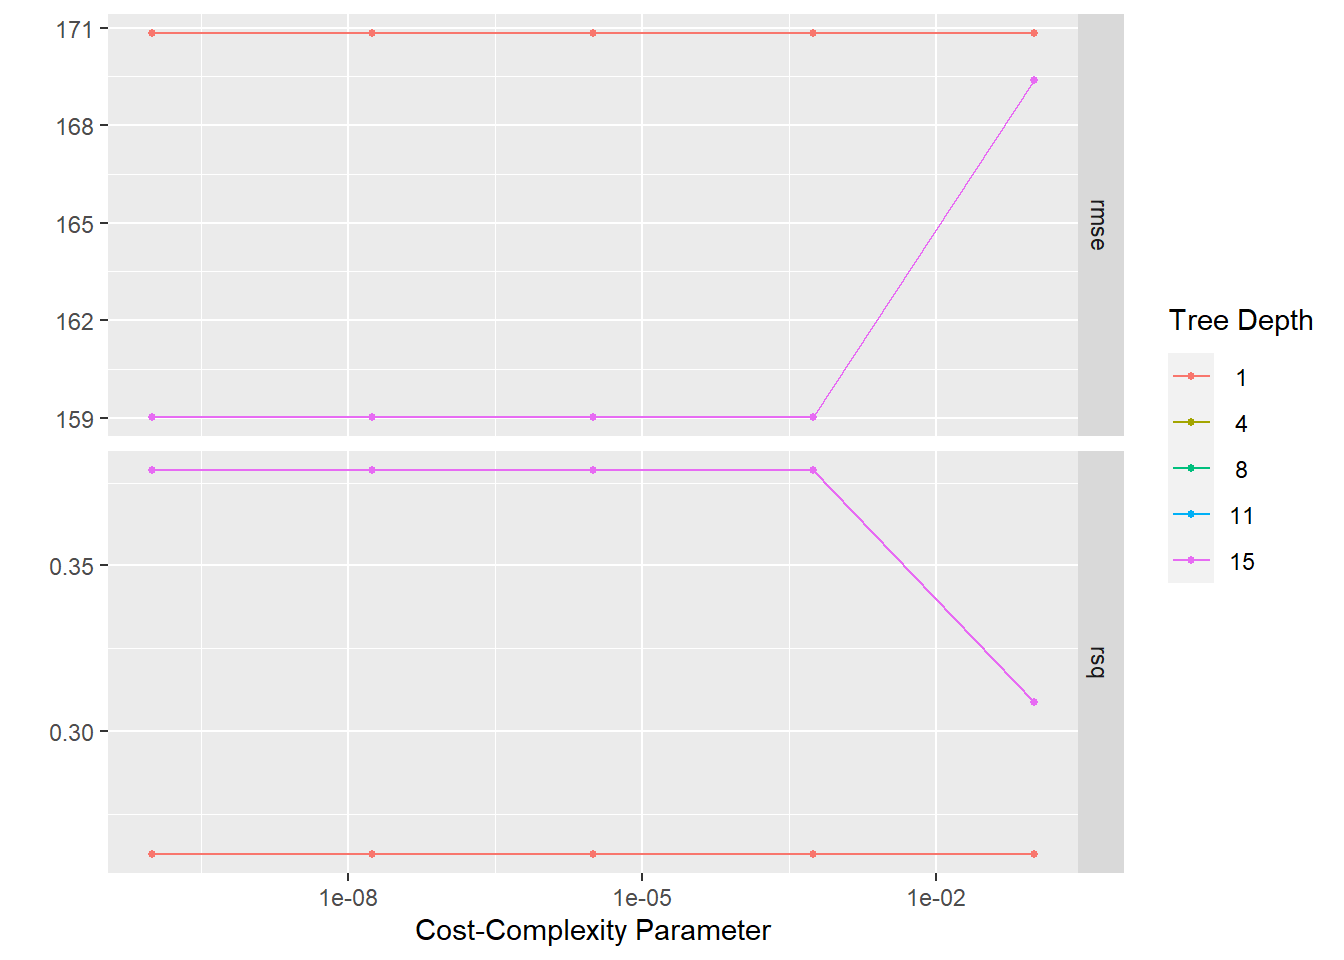 171
168
165
162
159
rmse
0.35
0.30
rsq
1e-08 1e-05 1e-02
Cost-Complexity Parameter
Tree Depth
1
4
8
11
15